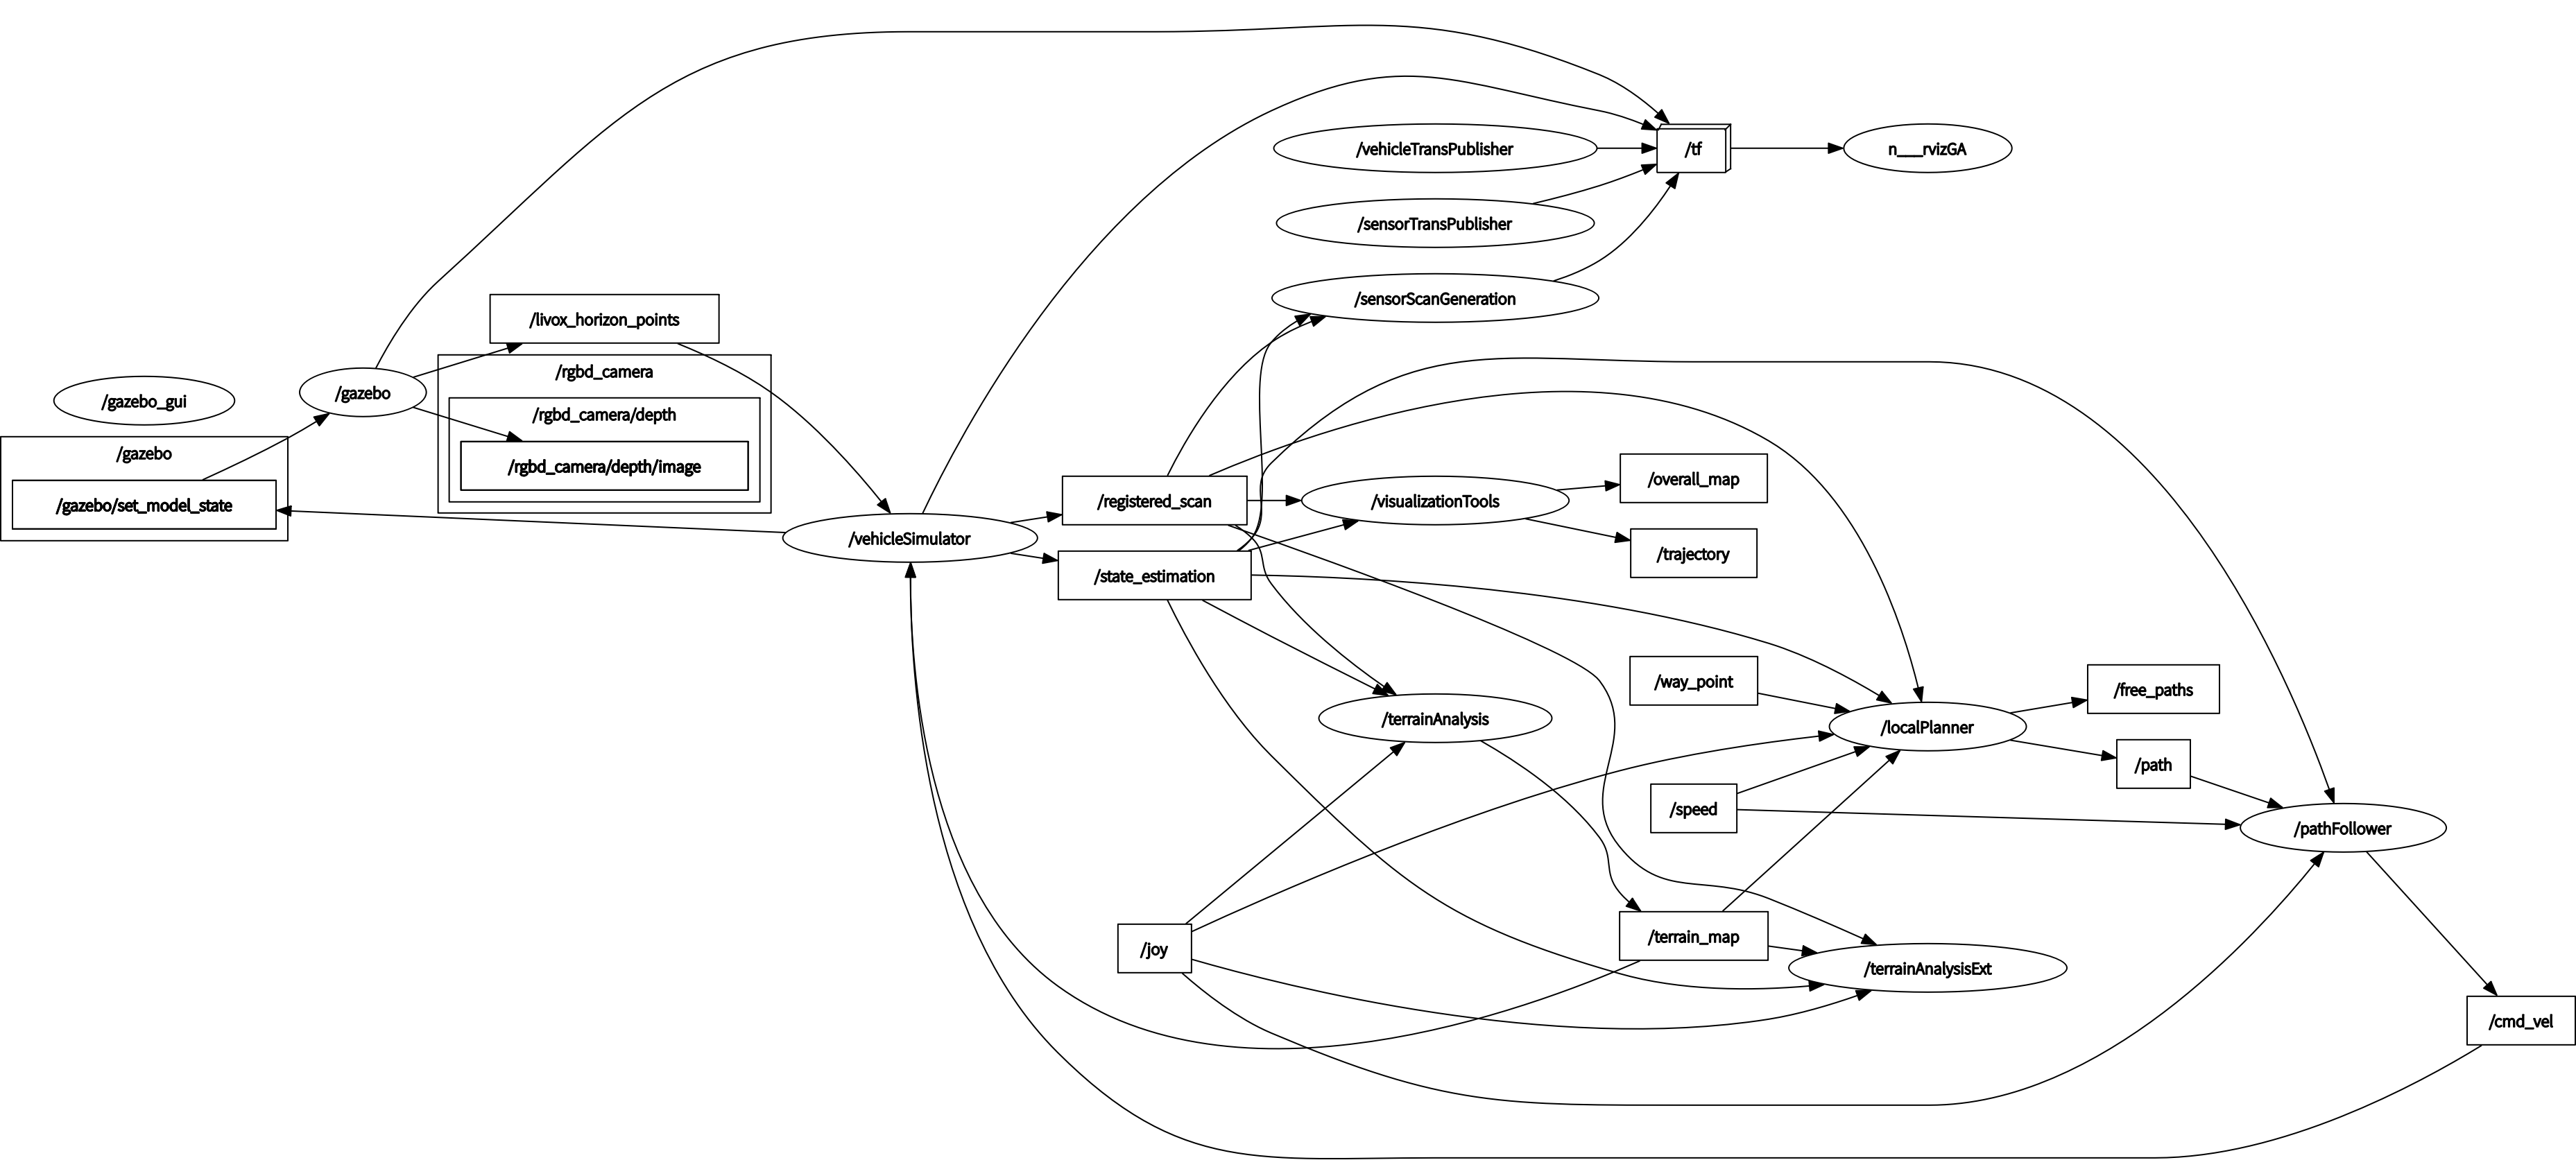 /vehicleTransPublisher
/tf
n___rvizGA
/sensorTransPublisher
/sensorScanGeneration
/livox_horizon_points
/rgbd_camera
/gazebo
/gazebo_gui
/rgbd_camera/depth
/gazebo
/rgbd_camera/depth/image
/gazebo/set_model_state
/overall_map
/registered_scan
/visualizationTools
/vehicleSimulator
/trajectory
/state_estimation
/way_point
/free_paths
/terrainAnalysis
/localPlanner
/path
/speed
/pathFollower
/terrain_map
/joy
/terrainAnalysisExt
/cmd_vel